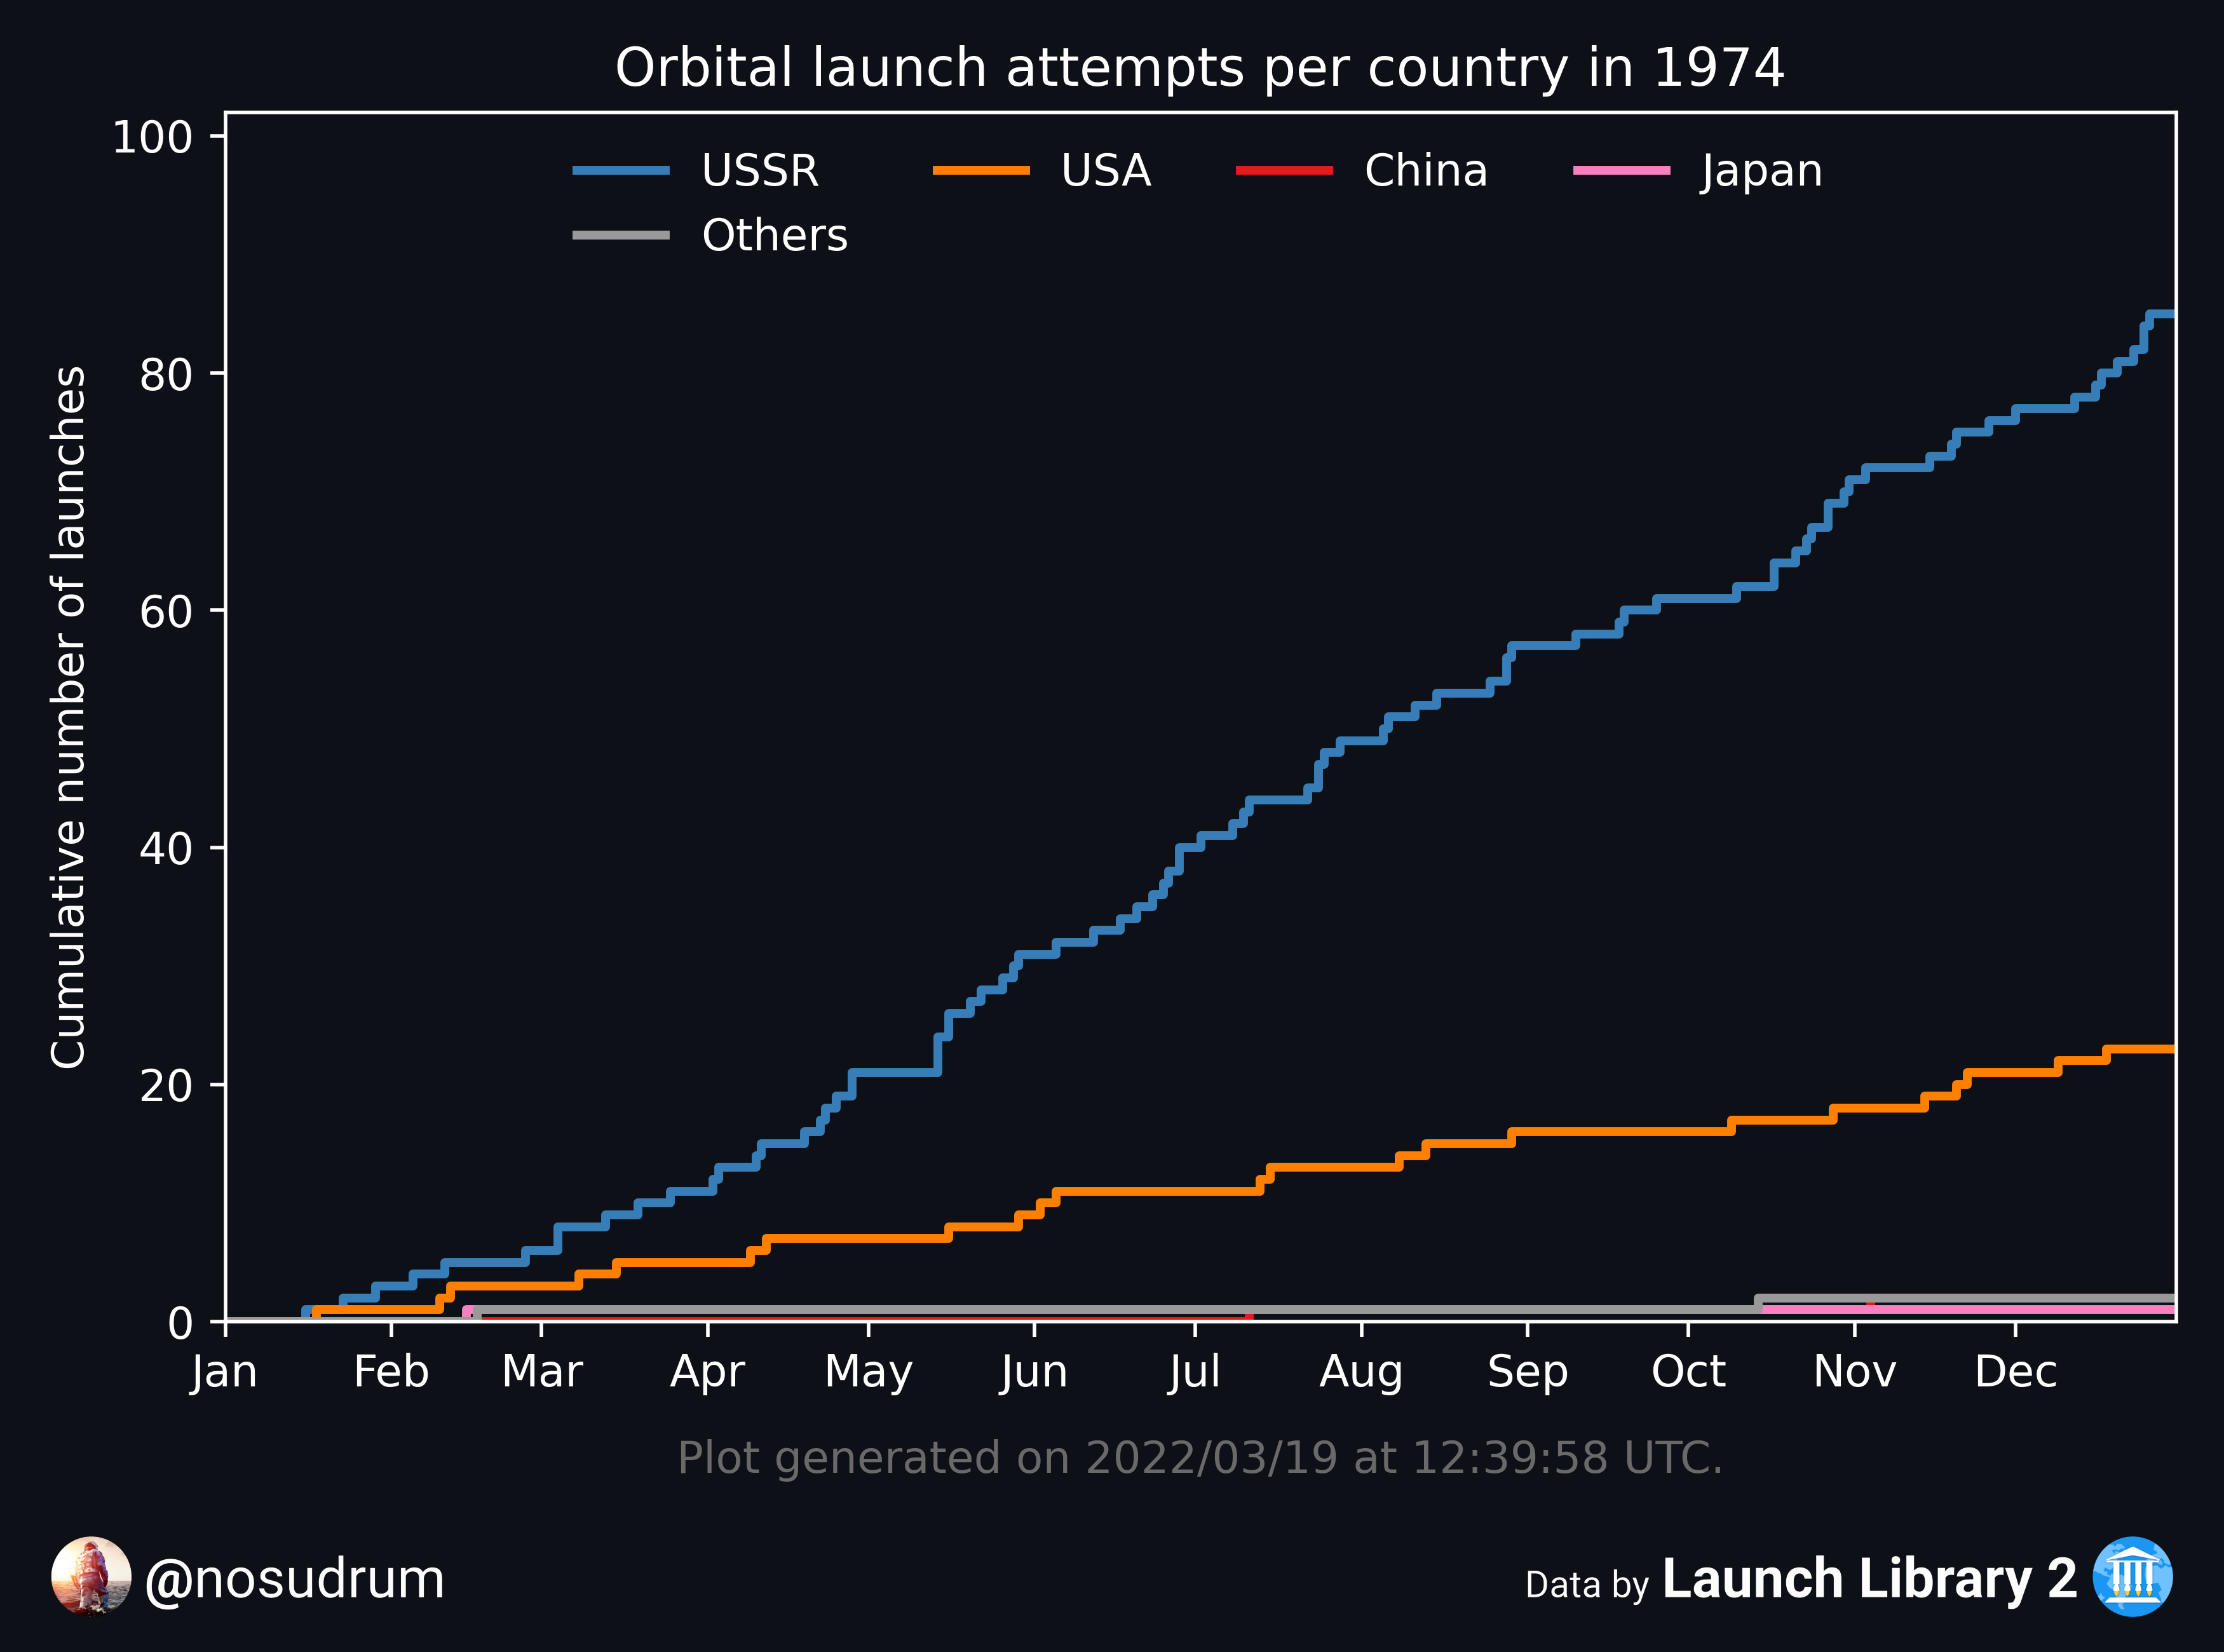 Orbital launch attempts per country in 1974
USSR
USA
China
Japan
Others
Cumulative number of launches
100
80
60
40
20
0
Jan Feb Mar Apr May Jun Jul Aug Sep Oct Nov Dec
Plot generated on 2022/03/19 at 12:39:58 UTC.
@nosudrum
Data by Launch Library 2